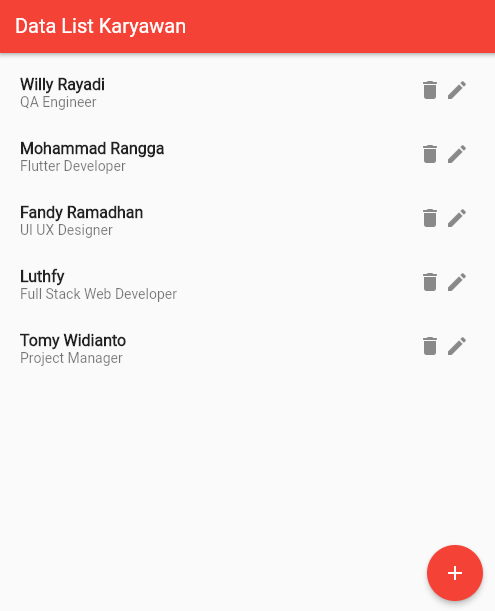 Data List Karyawan
Willy Rayadi
QA Engineer
Mohammad Rangga
Flutter Developer
Fandy Ramadhan
UI UX Designer
Luthfy
Full Stack Web Developer
Tomy Widianto
Project Manager